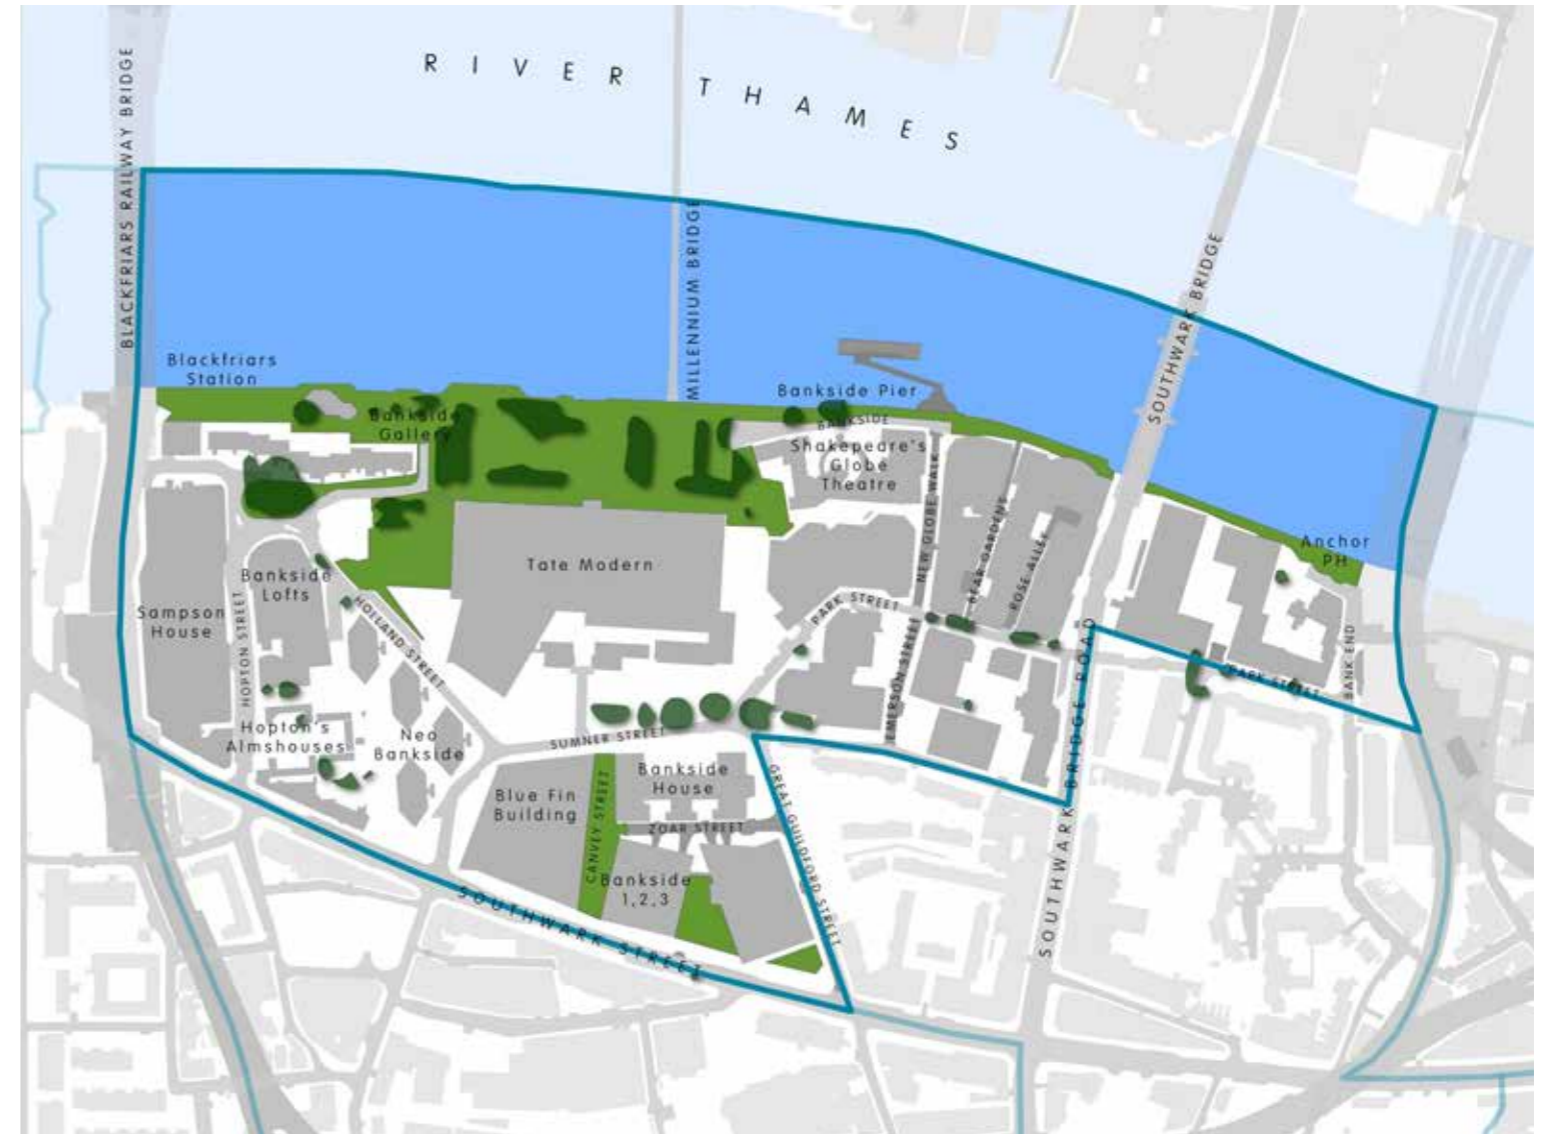 RIVER THAMES
BLACKFRIARS RAILWAY BRIDGE
MILLENNIUM BRIDGE
SOUTHWARK BRIDGE
Blackfriars
Station
Bankside
Gallery
Bankside Pier
BANKSIDE
Shakepeare's
Globe
Theatre
NEW GLOBE WALK
BEAR GARDENS
ROSE ALLEY
Anchor
PH
Tate Modern
Bankside
Lofts
Sampson
House
HOPTON STREET
HOLLAND STREET
PARK STREET
EMERSON STREET
SOUTHWARK BRIDGE ROAD
PARK STREET
BANK END
Hopton's
Almshouses
Neo
Bankside
SUMNER STREET
Blue Fin
Building
CANVEY STREET
Bankside
House
ZOAR STREET
GREAT GUILDFORD STREET
Bankside
1,2,3
SOUTHWARK STREET